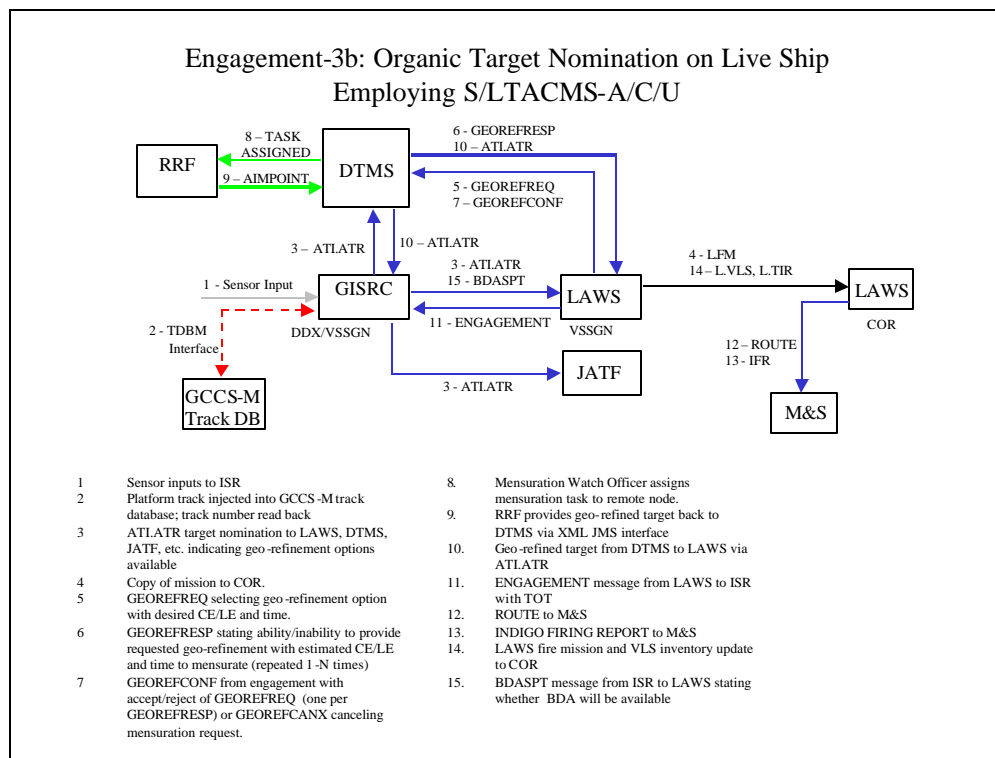 Engagement-3b: Organic Target Nomination on Live Ship
Employing S/LTACMS-A/C/U
6 - GEOREFRESP
10 – ATI.ATR
8 – TASK
ASSIGNED
RRF
DTMS
9 – AIMPOINT
5 - GEOREFREQ
7 – GEOREFCONF
3 – ATI.ATR
10 – ATI.ATR
3 - ATI.ATR
15 - BDASPT
4 - LFM
14 – L.VLS, L.TIR
1 - Sensor Input
GISRC
LAWS
LAWS
DDX/VSSGN
11 - ENGAGEMENT
VSSGN
COR
2 - TDBM
Interface
12 – ROUTE
13 - IFR
JATF
3 - ATI.ATR
GCCS-M
Track DB
M&S
1 Sensor inputs to ISR
2 Platform track injected into GCCS-M track
database; track number read back
3 ATI.ATR target nomination to LAWS, DTMS,
JATF, etc. indicating geo-refinement options
available
4 Copy of mission to COR.
5 GEOREFREQ selecting geo-refinement option
with desired CE/LE and time.
6 GEOREFRESP stating ability/inability to provide
requested geo-refinement with estimated CE/LE
and time to mensurate (repeated 1-N times)
7 GEOREFCONF from engagement with
accept/reject of GEOREFREQ (one per
GEOREFRESP) or GEOREFCANX canceling
mensuration request.
8. Mensuration Watch Officer assigns
mensuration task to remote node.
9. RRF provides geo-refined target back to
DTMS via XML JMS interface
10. Geo-refined target from DTMS to LAWS via
ATI.ATR
11. ENGAGEMENT message from LAWS to ISR
with TOT
12. ROUTE to M&S
13. INDIGO FIRING REPORT to M&S
14. LAWS fire mission and VLS inventory update
to COR
15. BDASPT message from ISR to LAWS stating
whether BDA will be available